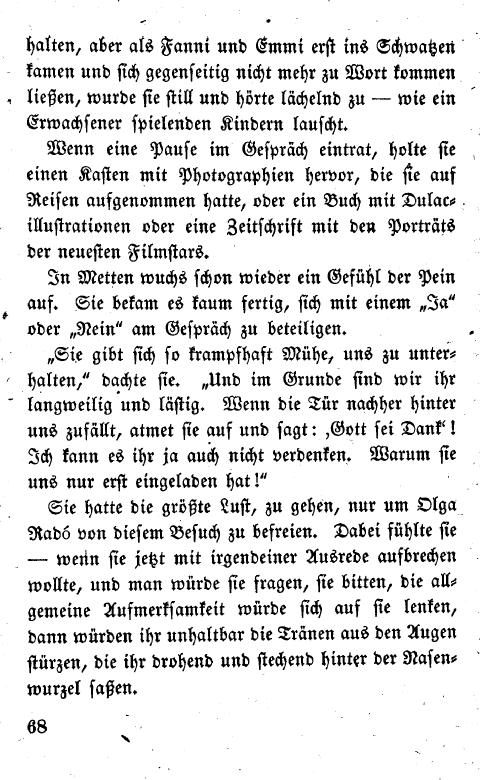 halten, aber als Fanni und Emmi erst ins Schwatzen
kamen und sich gegenseitig nicht mehr zu Wort kommen
ließen, wurde sie still und hörte lächelnd zu — wie ein
Erwachsener spielenden Kindern lauscht.
Wenn eine Pause im Gespräch eintrat, holte sie
einen Kasten mit Photographien hervor, die sie auf
Reisen aufgenommen hatte, oder ein Buch mit Dulac-
illustrationen oder eine Zeitschrift mit den Porträts
der neuesten Filmstars.
In Metten wuchs schon wieder ein Gefühl der Pein
auf. Sie bekam es kaum fertig, sich mit einem „Ja“
oder „Nein“ am Gespräch zu beteiligen.
„Sie gibt sich so krampfhaft Mühe, uns zu unter-
halten,“ dachte sie. „Und im Grunde sind wir ihr
langweilig und lästig. Wenn die Tür nachher hinter
uns zufällt, atmet sie auf und sagt: ‚Gott sei Dank‘!
Ich kann es ihr ja auch nicht verdenken. Warum sie
uns nur erst eingeladen hat!“
Sie hatte die größte Lust, zu gehen, nur um Olga
Radó von diesem Besuch zu befreien. Dabei fühlte sie
— wenn sie jetzt mit irgendeiner Ausrede aufbrechen
wollte, und man würde sie fragen, sie bitten, die all-
gemeine Aufmerksamkeit würde sich auf sie lenken,
dann würden ihr unhaltbar die Tränen aus den Augen
stürzen, die ihr drohend und stechend hinter der Nasen-
wurzel saßen.
68